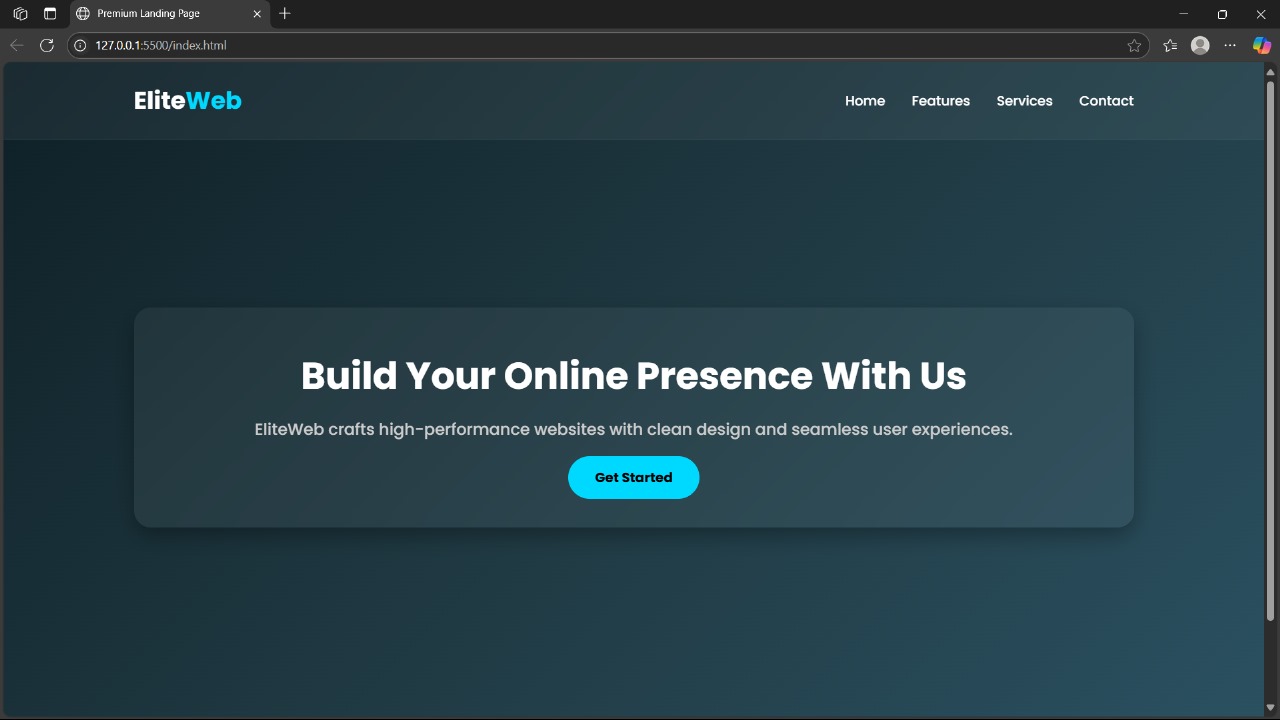 Premium Landing Page
127.0.0.1:5500/index.html
EliteWeb
Home Features Services Contact
Build Your Online Presence With Us
EliteWeb crafts high-performance websites with clean design and seamless user experiences.
Get Started